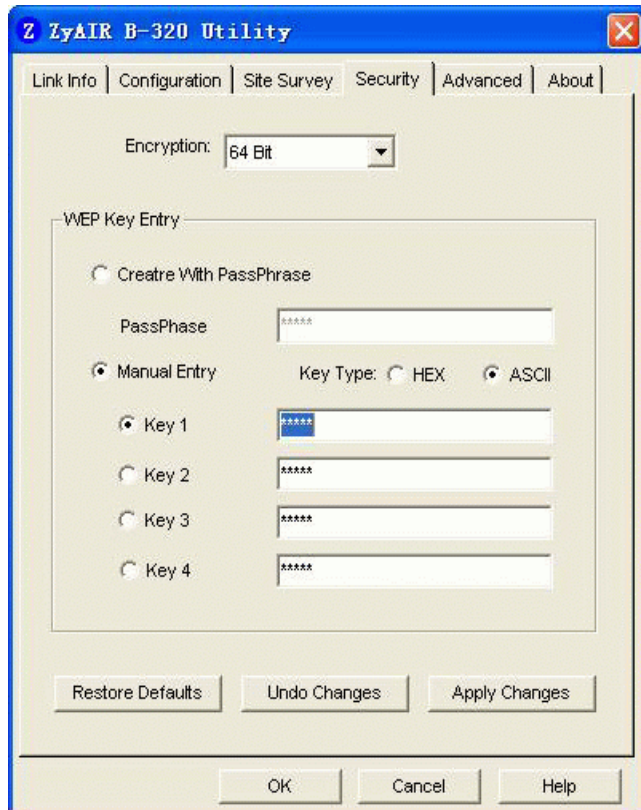 Z ZyAIR B-320 Utility
Link Info Configuration Site Survey Security Advanced About
Encryption: 64 Bit
WEP Key Entry
Creatre With PassPhrase
PassPhase *****
Manual Entry Key Type: HEX ASCII
Key 1 *****
Key 2 *****
Key 3 *****
Key 4 *****
Restore Defaults Undo Changes Apply Changes
OK Cancel Help